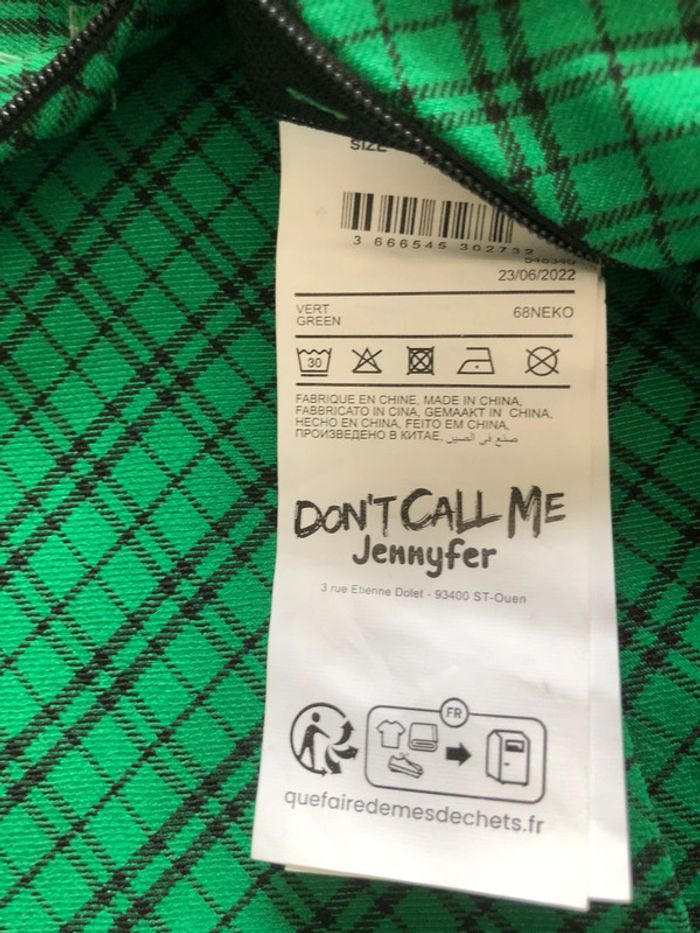 SIZE
3 666545 302732
548340
23/06/2022
VERT
GREEN
68NEKO
30
FABRIQUE EN CHINE, MADE IN CHINA,
FABBRICATO IN CINA, GEMAAKT IN CHINA,
HECHO EN CHINA, FEITO EM CHINA,
ПРОИЗВЕДЕНО В КИТАЕ, صنع في الصين
DON'T CALL ME
Jennyfer
3 rue Etienne Dolet - 93400 ST-Ouen
FR
quefairedemesdechets.fr